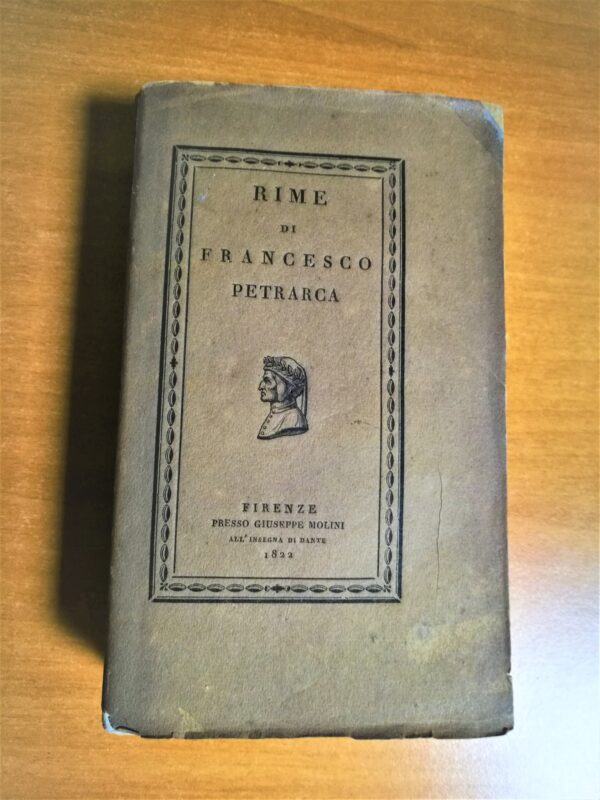 RIME
DI
FRANCESCO
PETRARCA
FIRENZE
PRESSO GIUSEPPE MOLINI
ALL' INSEGNA DI DANTE
1822